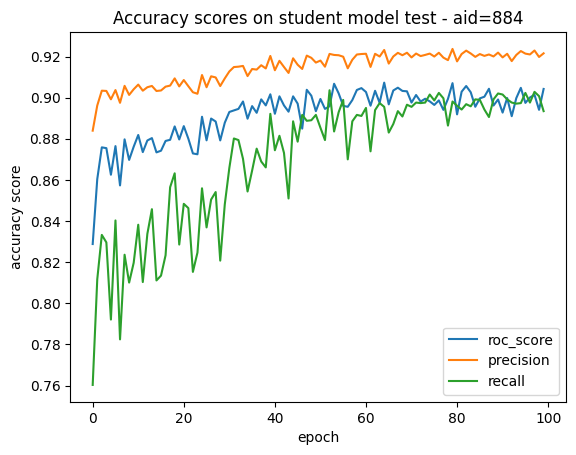 Accuracy scores on student model test - aid=884
accuracy score
0.92
0.90
0.88
0.86
0.84
0.82
0.80
0.78
0.76
0
20
40
60
80
100
epoch
roc_score
precision
recall